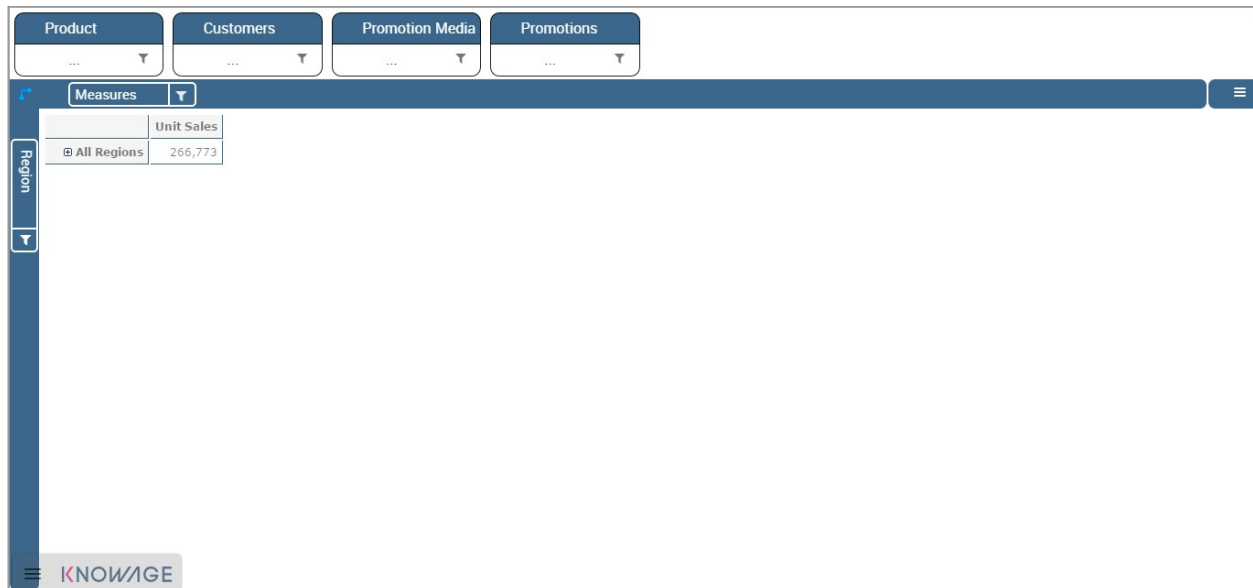 Product Customers Promotion Media Promotions
... ... ... ...
Measures
Unit Sales
All Regions 266,773
Region
KNOWAGE